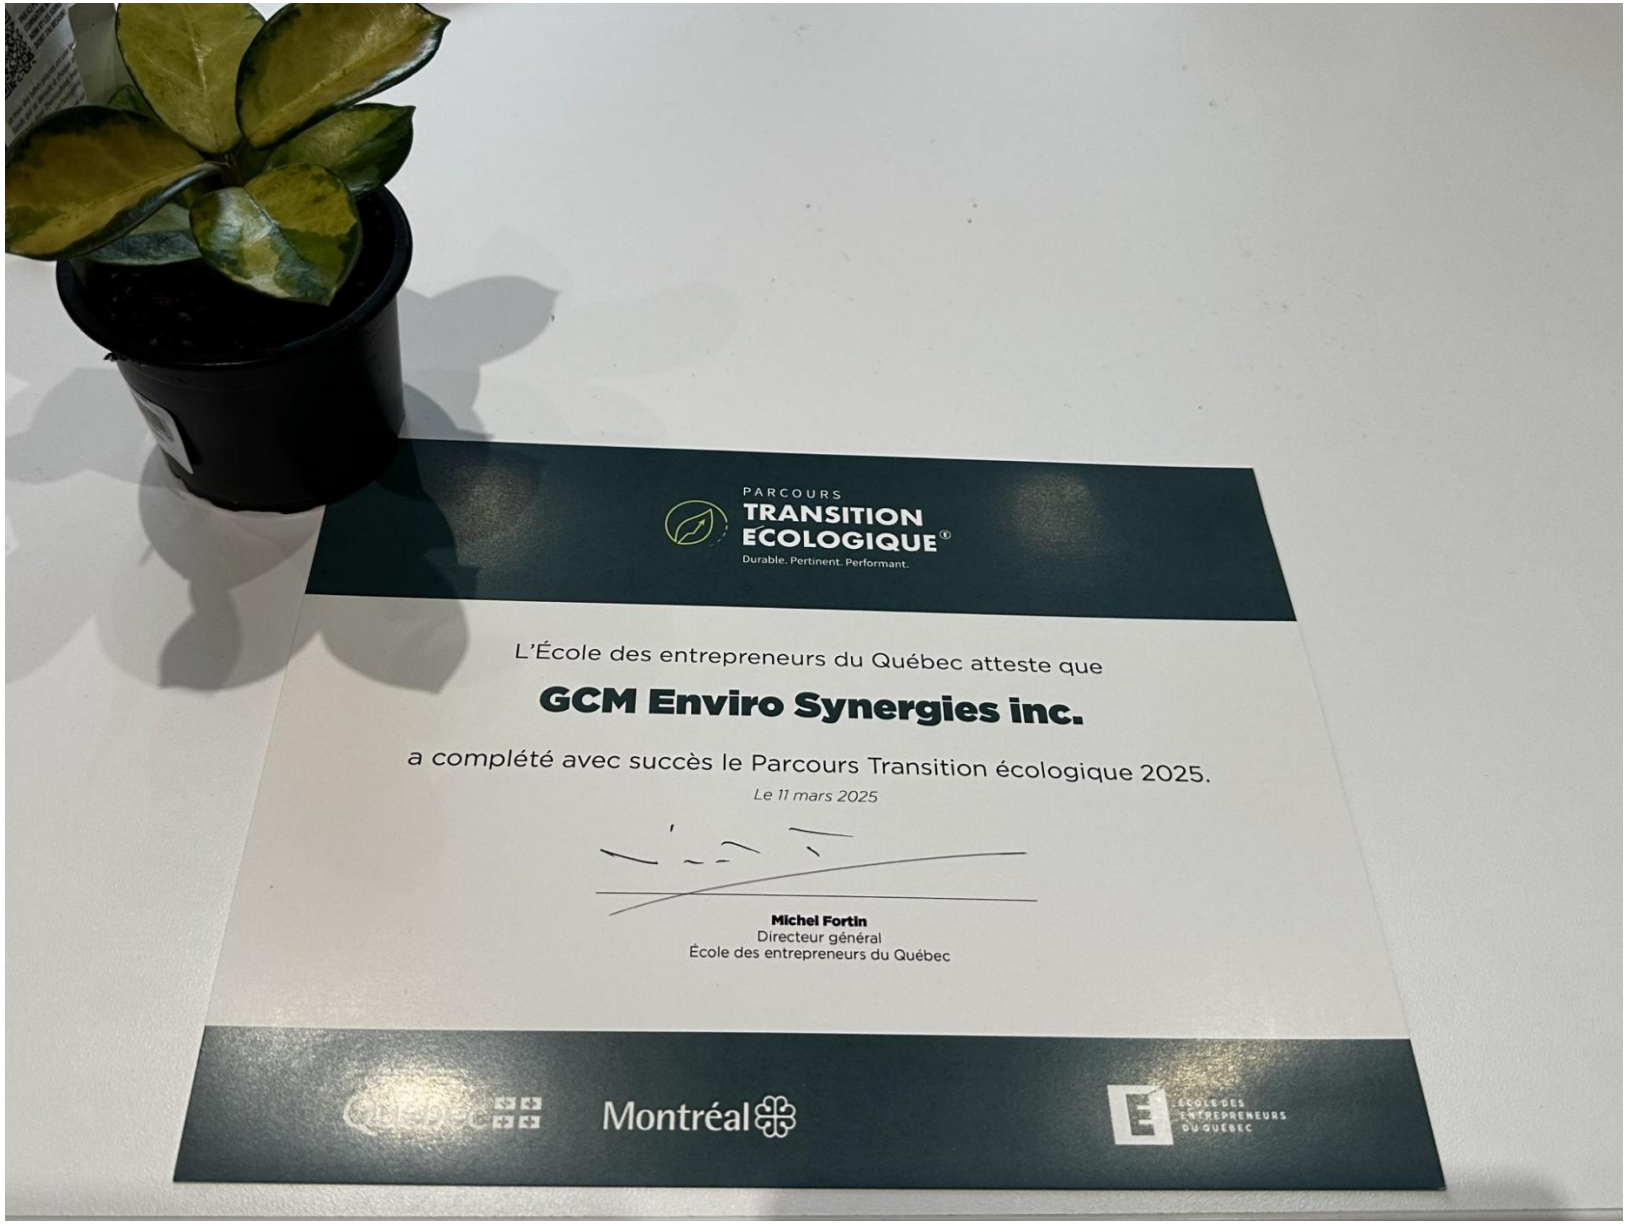 PARCOURS
TRANSITION
ÉCOLOGIQUE
Durable. Pertinent. Performant.
L'École des entrepreneurs du Québec atteste que
GCM Enviro Synergies inc.
a complété avec succès le Parcours Transition écologique 2025.
Le 11 mars 2025
Michel Fortin
Directeur général
École des entrepreneurs du Québec
Québec
Montréal
E
ÉCOLE DES
ENTREPRENEURS
DU QUÉBEC